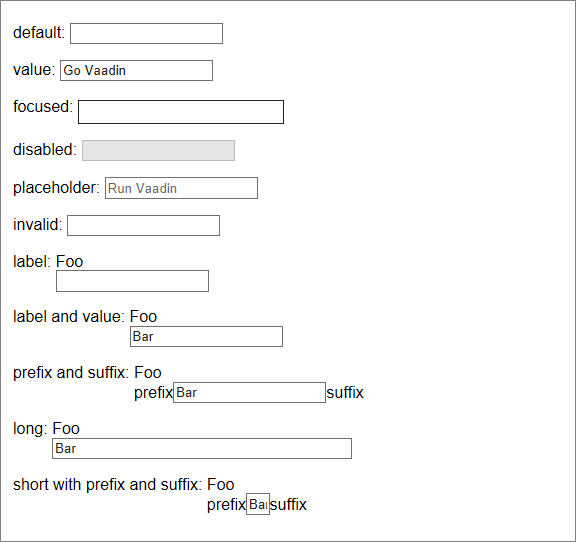 default:
value: Go Vaadin
focused:
disabled:
placeholder: Run Vaadin
invalid:
label: Foo
label and value: Foo
Bar
prefix and suffix: Foo
prefix Bar suffix
long: Foo
Bar
short with prefix and suffix: Foo
prefix Bar suffix